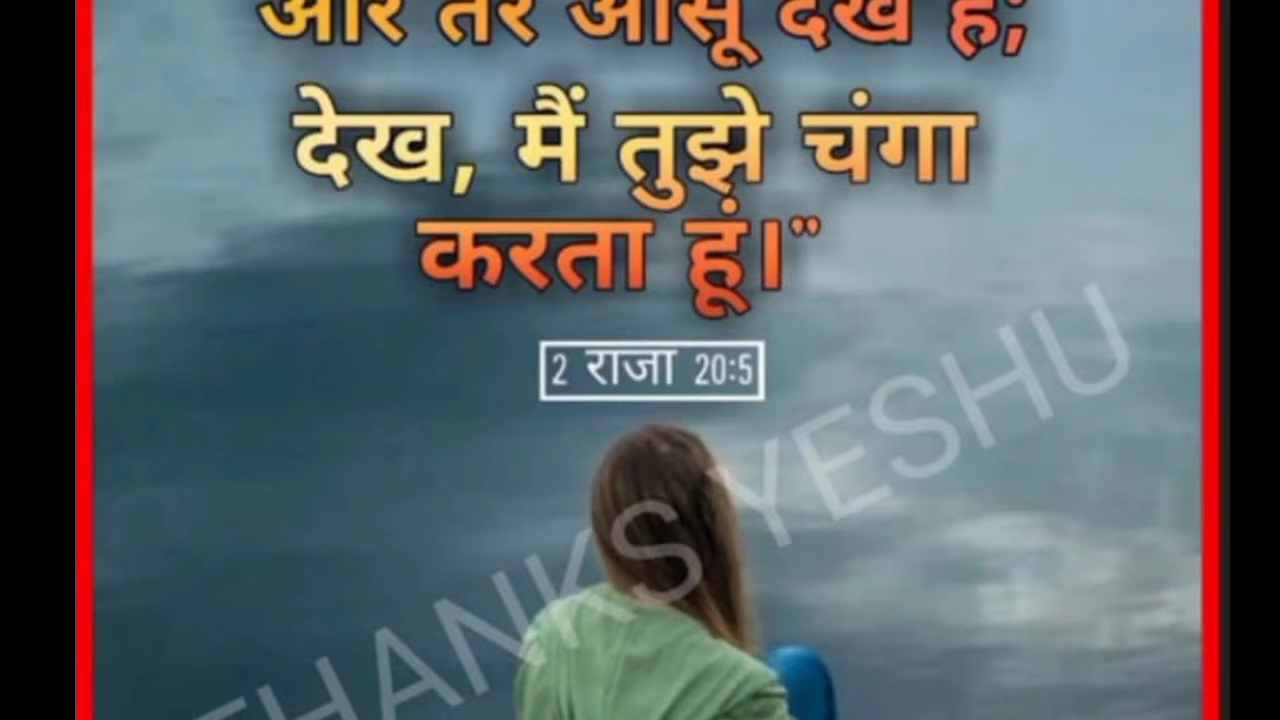 और तेरे आंसू देखे हैं;
देख, मैं तुझे चंगा
करता हूं।"
2 राजा 20:5
THANKS YESHU